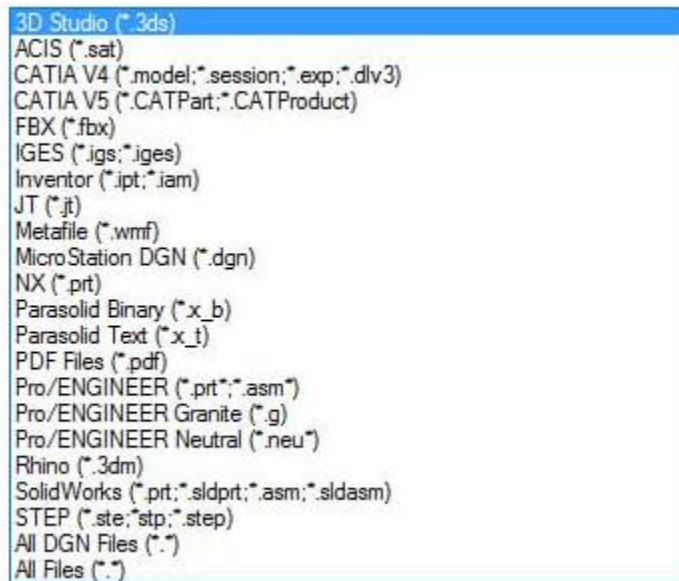 3D Studio (*.3ds)
ACIS (*.sat)
CATIA V4 (*.model;*.session;*.exp;*.dlv3)
CATIA V5 (*.CATPart;*.CATProduct)
FBX (*.fbx)
IGES (*.igs;*.iges)
Inventor (*.ipt;*.iam)
JT (*.jt)
Metafile (*.wmf)
MicroStation DGN (*.dgn)
NX (*.prt)
Parasolid Binary (*.x_b)
Parasolid Text (*.x_t)
PDF Files (*.pdf)
Pro/ENGINEER (*.prt*;*.asm*)
Pro/ENGINEER Granite (*.g)
Pro/ENGINEER Neutral (*.neu*)
Rhino (*.3dm)
SolidWorks (*.prt;*.sldprt;*.asm;*.sldasm)
STEP (*.ste;*stp;*.step)
All DGN Files (*.*)
All Files (*.*)